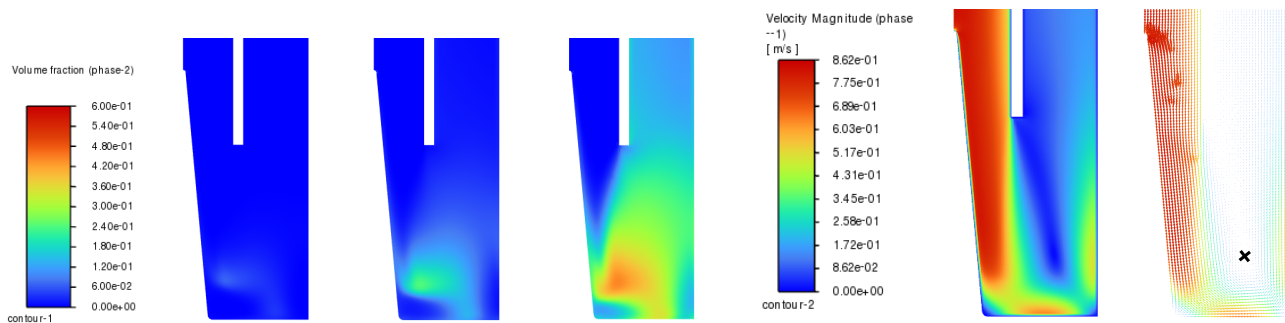 Volume fraction (phase-2)
6.00e-01
5.40e-01
4.80e-01
4.20e-01
3.60e-01
3.00e-01
2.40e-01
1.80e-01
1.20e-01
6.00e-02
0.00e+00
contour-1
Velocity Magnitude (phase
--1)
[ m/s ]
8.62e-01
7.75e-01
6.89e-01
6.03e-01
5.17e-01
4.31e-01
3.45e-01
2.58e-01
1.72e-01
8.62e-02
0.00e+00
contour-2